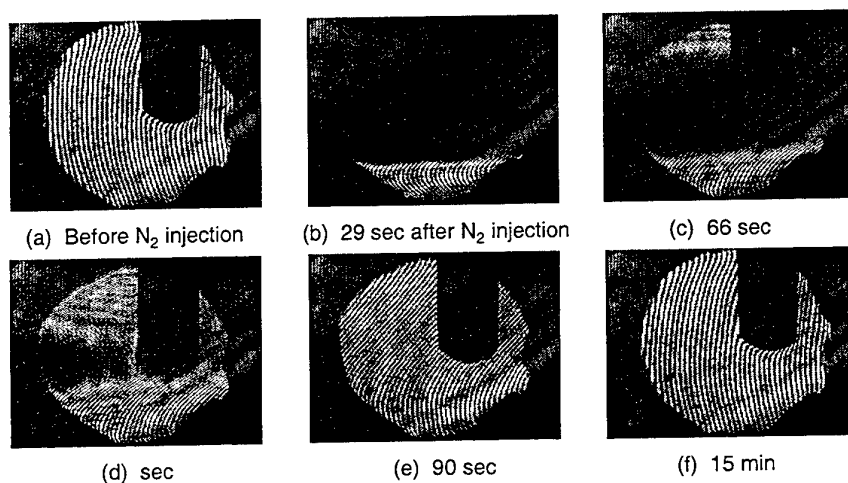 (a) Before N₂ injection
(b) 29 sec after N₂ injection
(c) 66 sec
(d) sec
(e) 90 sec
(f) 15 min